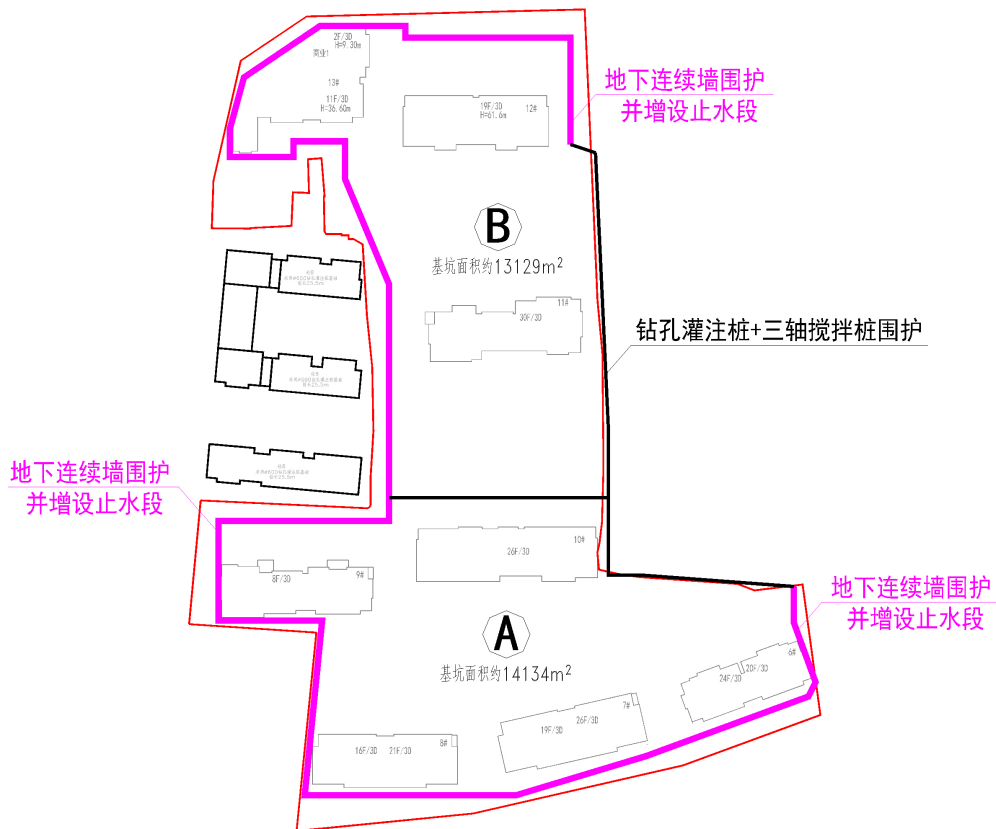 2F/3D
H=9.30m
商业1
13#
11F/3D
H=36.60m
19F/3D
H=61.6m
12#
地下连续墙围护
并增设止水段
B
基坑面积约13129m²
11#
30F/3D
钻孔灌注桩+三轴搅拌桩围护
地下连续墙围护
并增设止水段
10#
26F/3D
9#
8F/3D
地下连续墙围护
并增设止水段
A
基坑面积约14134m²
6#
20F/3D
24F/3D
7#
26F/3D
19F/3D
8#
16F/3D
21F/3D